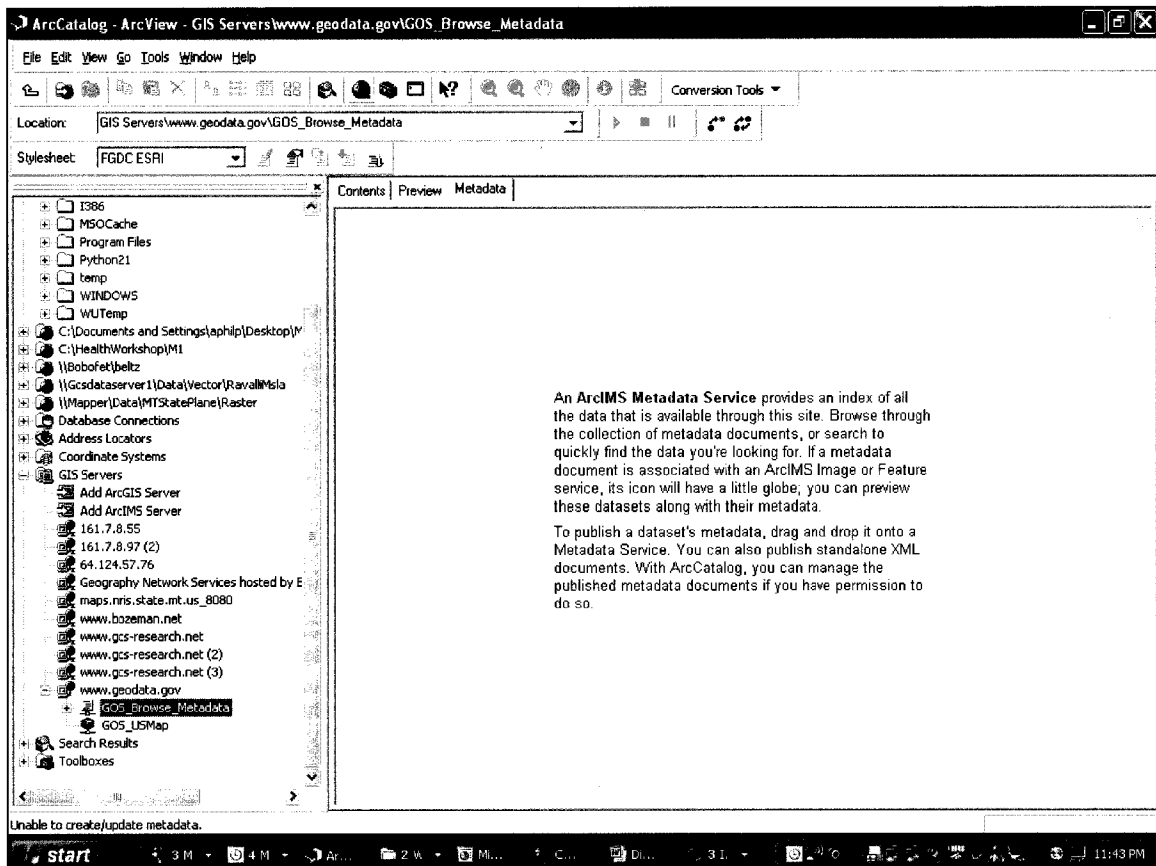 ArcCatalog - ArcView - GIS Servers\www.geodata.gov\GOS_Browse_Metadata
File Edit View Go Tools Window Help
Conversion Tools
Location: GIS Servers\www.geodata.gov\GOS_Browse_Metadata
Stylesheet: FGDC ESRI
Contents Preview Metadata
I386
MSOCache
Program Files
Python21
temp
WINDOWS
WUTemp
C:\Documents and Settings\aphilp\Desktop\M
C:\HealthWorkshop\M1
\\Bobofet\beltz
\\Gcsdataserver1\Data\Vector\RavalliMsla
\\Mapper\Data\MTStatePlane\Raster
Database Connections
Address Locators
Coordinate Systems
GIS Servers
Add ArcGIS Server
Add ArcIMS Server
161.7.8.55
161.7.8.97 (2)
64.124.57.76
Geography Network Services hosted by E
maps.nris.state.mt.us_8080
www.bozeman.net
www.gcs-research.net
www.gcs-research.net (2)
www.gcs-research.net (3)
www.geodata.gov
GOS_Browse_Metadata
GOS_USMap
Search Results
Toolboxes
An ArcIMS Metadata Service provides an index of all
the data that is available through this site. Browse through
the collection of metadata documents, or search to
quickly find the data you're looking for. If a metadata
document is associated with an ArcIMS Image or Feature
service, its icon will have a little globe; you can preview
these datasets along with their metadata.
To publish a dataset's metadata, drag and drop it onto a
Metadata Service. You can also publish standalone XML
documents. With ArcCatalog, you can manage the
published metadata documents if you have permission to
do so.
Unable to create/update metadata.
start 3 M 4 M Ar... 2 W Mi... C... Di... 3 I. 11:43 PM